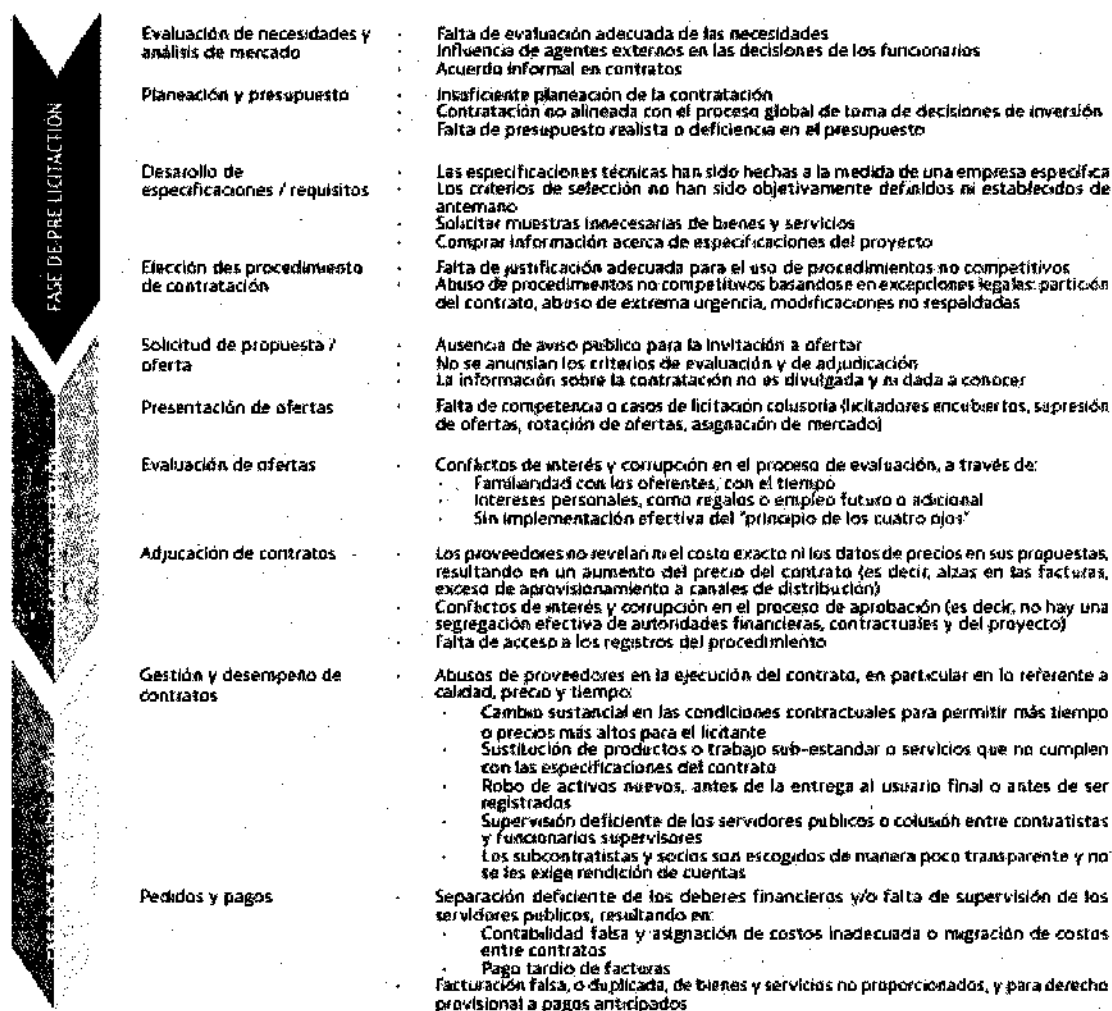 FASE DE PRE LICITACTION
Evaluación de necesidades y
análisis de mercado
· Falta de evaluación adecuada de las necesidades
· Influencia de agentes externos en las decisiones de los funcionarios
· Acuerdo informal en contratos
Planeación y presupuesto
· Insuficiente planeación de la contratación
· Contratación no alineada con el proceso global de toma de decisiones de inversión
· Falta de presupuesto realista o deficiencia en el presupuesto
Desarollo de
especificaciones / requisitos
· Las especificaciones técnicas han sido hechas a la medida de una empresa específica
· Los criterios de selección no han sido objetivamente definidos ni establecidos de
antemano
· Solicitar muestras innecesarias de bienes y servicios
· Comprar información acerca de especificaciones del proyecto
Elección des procedimiento
de contratación
· Falta de justificación adecuada para el uso de procedimientos no competitivos
· Abuso de procedimientos no competitivos basandose en excepciones legales: partición
del contrato, abuso de extrema urgencia, modificaciones no respaldadas
Solicitud de propuesta /
oferta
· Ausencia de aviso publico para la invitación a ofertar
· No se anunsian los criterios de evaluación y de adjudicación
· La información sobre la contratación no es divulgada y ni dada a conocer
Presentación de ofertas
· Falta de competencia o casos de licitación colusoria (licitadores encubiertos, supresión
de ofertas, rotación de ofertas, asignación de mercado)
Evaluación de ofertas
· Conflictos de interés y corrupción en el proceso de evaluación, a través de:
· Familiaridad con los oferentes, con el tiempo
· Intereses personales, como regalos o empleo futuro o adicional
· Sin implementación efectiva del "principio de los cuatro ojos"
Adjucación de contratos
· Los proveedores no revelan ni el costo exacto ni los datos de precios en sus propuestas,
resultando en un aumento del precio del contrato (es decir, alzas en las facturas,
exceso de aprovisionamiento a canales de distribución)
· Conflictos de interés y corrupción en el proceso de aprobación (es decir, no hay una
segregación efectiva de autoridades financieras, contractuales y del proyecto)
· Falta de acceso a los registros del procedimiento
Gestión y desempeño de
contratos
· Abusos de proveedores en la ejecución del contrato, en particular en lo referente a
calidad, precio y tiempo:
· Cambio sustancial en las condiciones contractuales para permitir más tiempo
o precios más altos para el licitante
· Sustitución de productos o trabajo sub-estandar o servicios que no cumplen
con las especificaciones del contrato
· Robo de activos nuevos, antes de la entrega al usuario final o antes de ser
registrados
· Supervisión deficiente de los servidores publicos o colusión entre contratistas
y funcionarios supervisores
· Los subcontratistas y socios son escogidos de manera poco transparente y no
se les exige rendición de cuentas
Pedidos y pagos
· Separación deficiente de los deberes financieros y/o falta de supervisión de los
servidores publicos, resultando en:
· Contabilidad falsa y asignación de costos inadecuada o migración de costos
entre contratos
· Pago tardio de facturas
· Facturación falsa, o duplicada, de bienes y servicios no proporcionados, y para derecho
provisional a pagos anticipados